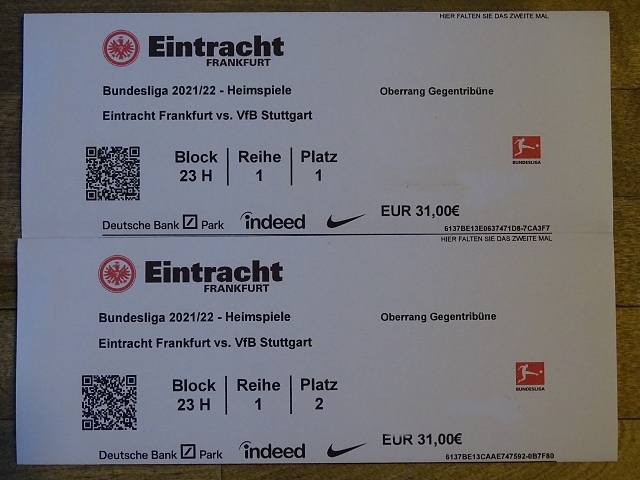 HIER FALTEN SIE DAS ZWEITE MAL
Eintracht
FRANKFURT
Bundesliga 2021/22 - Heimspiele
Oberrang Gegentribüne
Eintracht Frankfurt vs. VfB Stuttgart
BUNDESLIGA
Block Reihe Platz
23 H 1 1
EUR 31,00€
Deutsche Bank Park indeed
6137BE13E0637471D8-7CA3F7
HIER FALTEN SIE DAS ZWEITE MAL
Eintracht
FRANKFURT
Bundesliga 2021/22 - Heimspiele
Oberrang Gegentribüne
Eintracht Frankfurt vs. VfB Stuttgart
BUNDESLIGA
Block Reihe Platz
23 H 1 2
EUR 31,00€
Deutsche Bank Park indeed
6137BE13CAAE747592-0B7F80